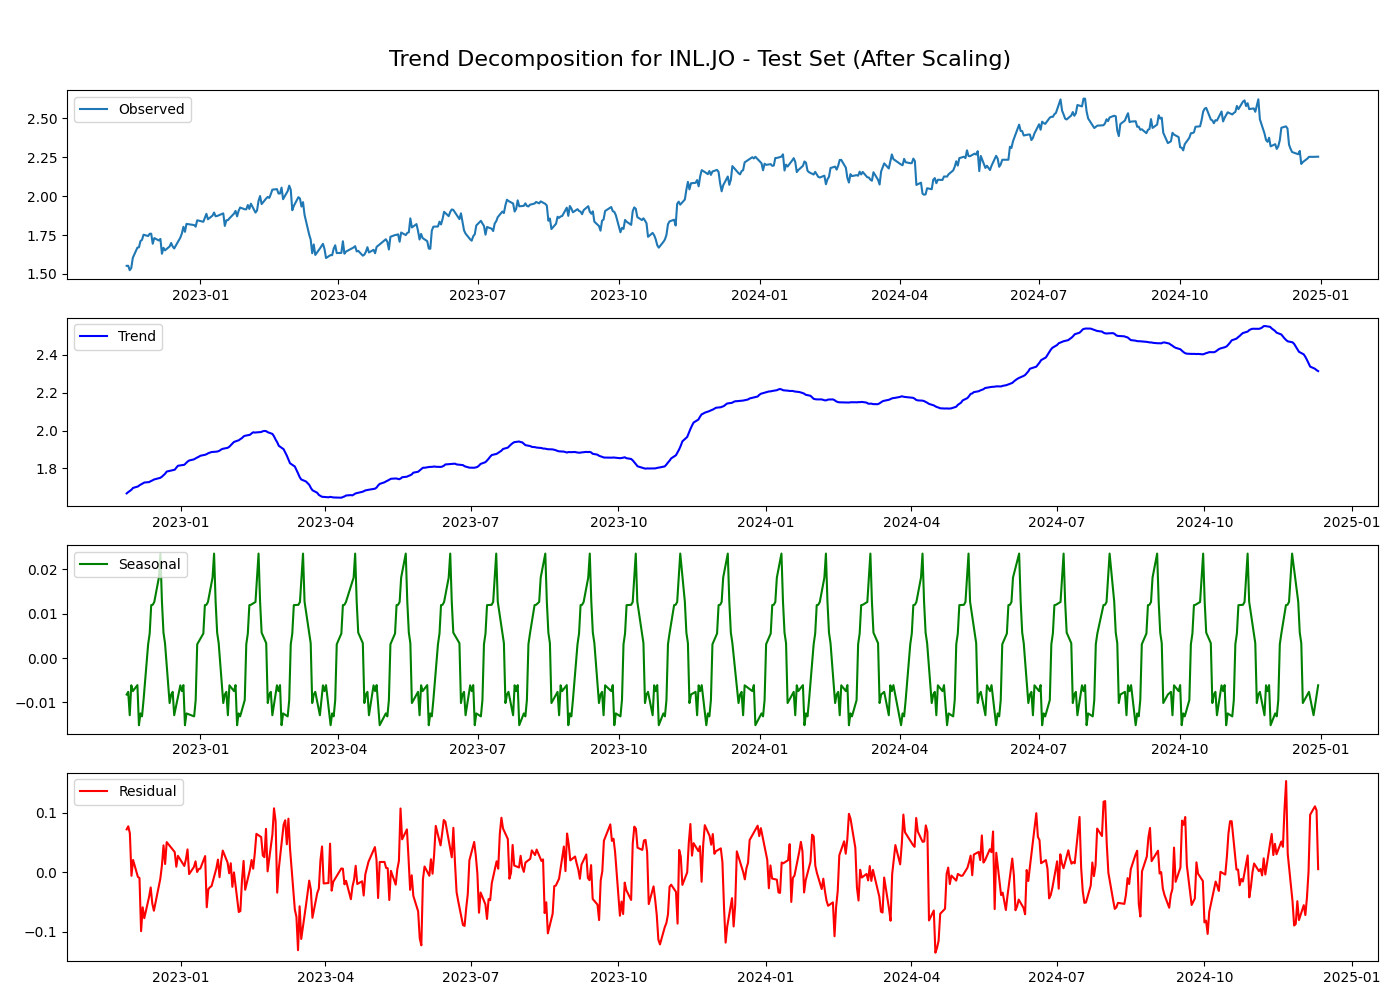 Trend Decomposition for INL.JO - Test Set (After Scaling)
Observed
2.50
2.25
2.00
1.75
1.50
2023-01 2023-04 2023-07 2023-10 2024-01 2024-04 2024-07 2024-10 2025-01
Trend
2.4
2.2
2.0
1.8
2023-01 2023-04 2023-07 2023-10 2024-01 2024-04 2024-07 2024-10 2025-01
Seasonal
0.02
0.01
0.00
−0.01
2023-01 2023-04 2023-07 2023-10 2024-01 2024-04 2024-07 2024-10 2025-01
Residual
0.1
0.0
−0.1
2023-01 2023-04 2023-07 2023-10 2024-01 2024-04 2024-07 2024-10 2025-01